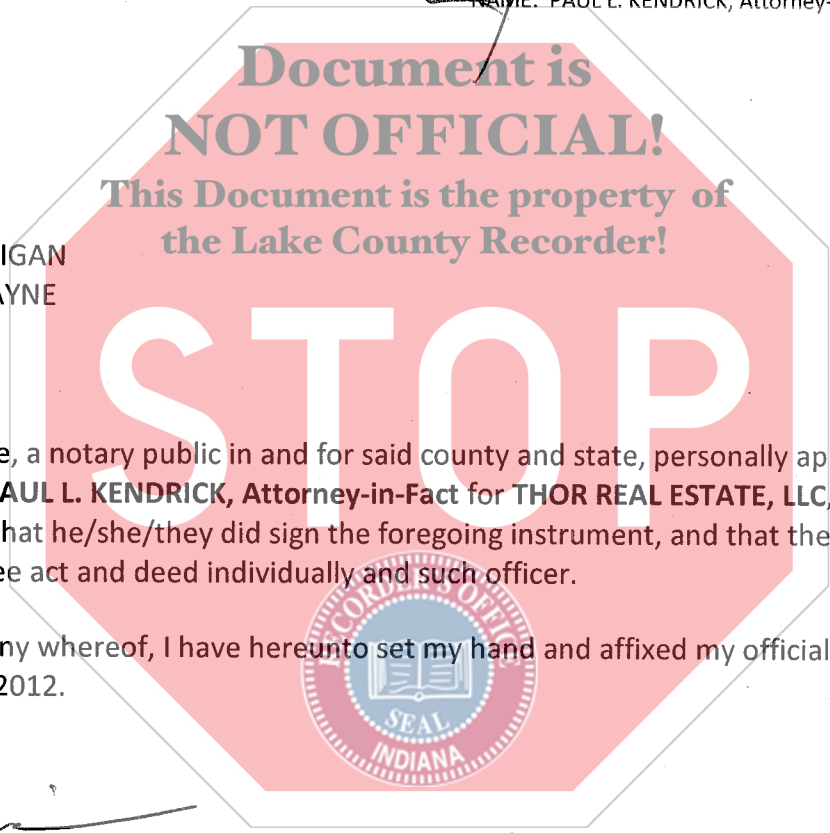 NAME: PAUL L. KENDRICK, Attorney-
Document is
NOT OFFICIAL!
This Document is the property of
the Lake County Recorder!
IGAN
AYNE
STOP
e, a notary public in and for said county and state, personally ap
AUL L. KENDRICK, Attorney-in-Fact for THOR REAL ESTATE, LLC,
hat he/she/they did sign the foregoing instrument, and that the
ee act and deed individually and such officer.
RECORDER'S OFFICE
ny whereof, I have hereunto set my hand and affixed my official
2012.
SEAL
INDIANA